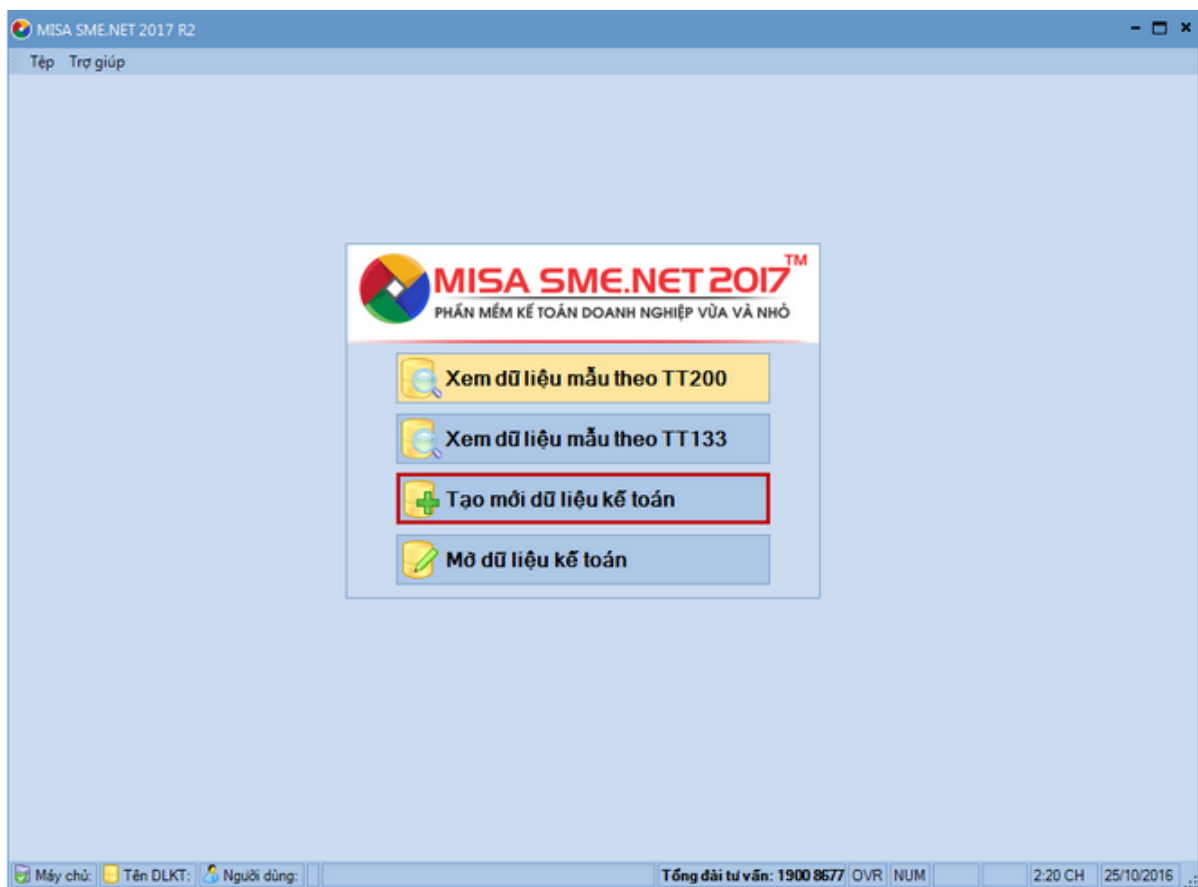 MISA SME.NET 2017 R2
Tệp Trợ giúp
MISA SME.NET 2017 TM
PHẦN MỀM KẾ TOÁN DOANH NGHIỆP VỪA VÀ NHỎ
Xem dữ liệu mẫu theo TT200
Xem dữ liệu mẫu theo TT133
Tạo mới dữ liệu kế toán
Mở dữ liệu kế toán
Máy chủ: Tên DLKT: Người dùng: Tổng đài tư vấn: 1900 8677 OVR NUM 2:20 CH 25/10/2016